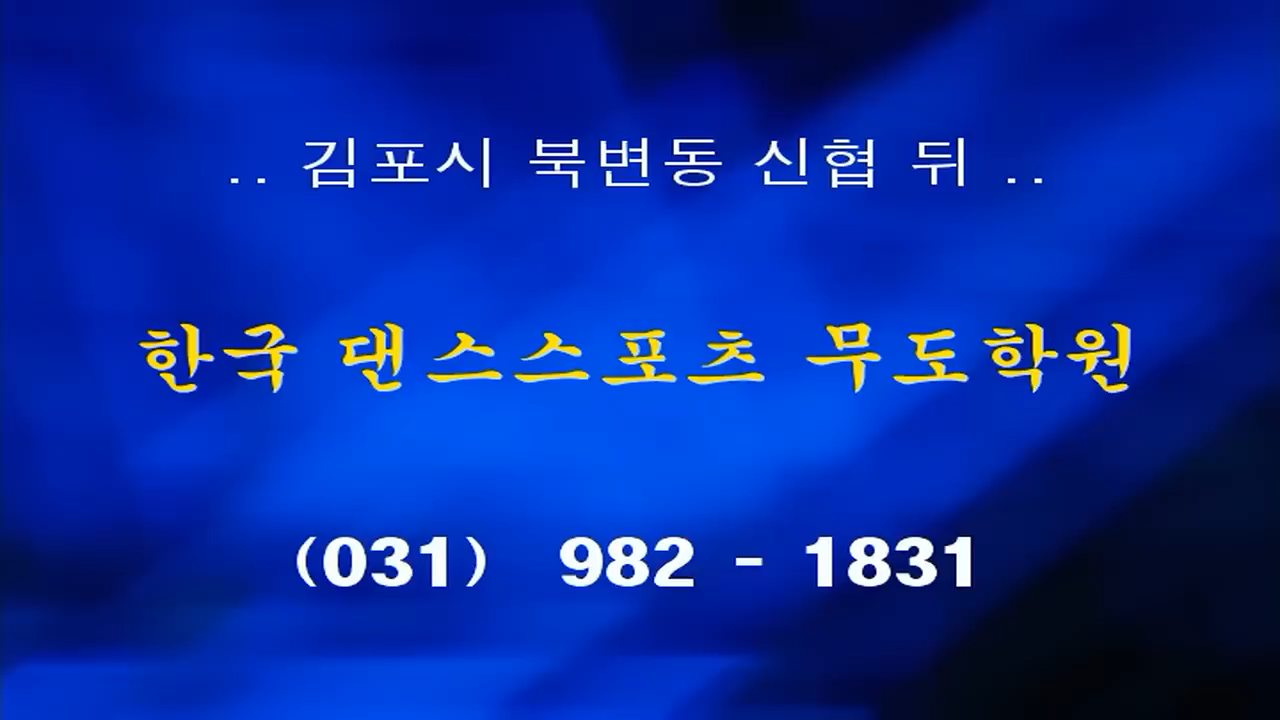 .. 김포시 북변동 신협 뒤 ..
한국 댄스스포츠 무도학원
(031) 982 - 1831